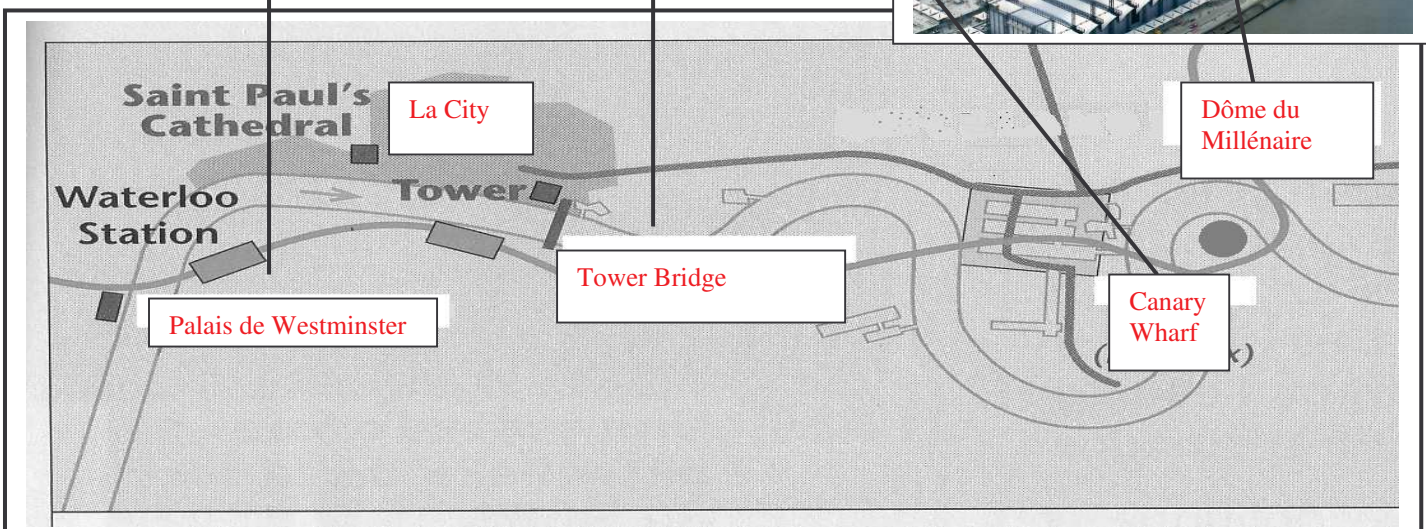 Saint Paul's
Cathedral
La City
Dôme du
Millénaire
Waterloo
Station
Tower
Tower Bridge
Palais de Westminster
Canary
Wharf